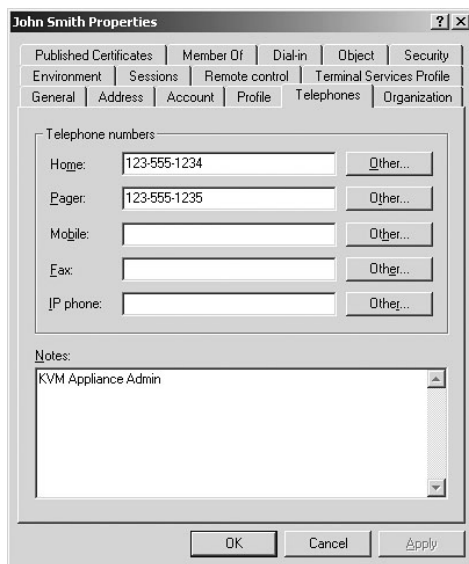 John Smith Properties
Published Certificates Member Of Dial-in Object Security
Environment Sessions Remote control Terminal Services Profile
General Address Account Profile Telephones Organization
Telephone numbers
Home: 123-555-1234 Other...
Pager: 123-555-1235 Other...
Mobile: Other...
Fax: Other...
IP phone: Other...
Notes:
KVM Appliance Admin
OK Cancel Apply